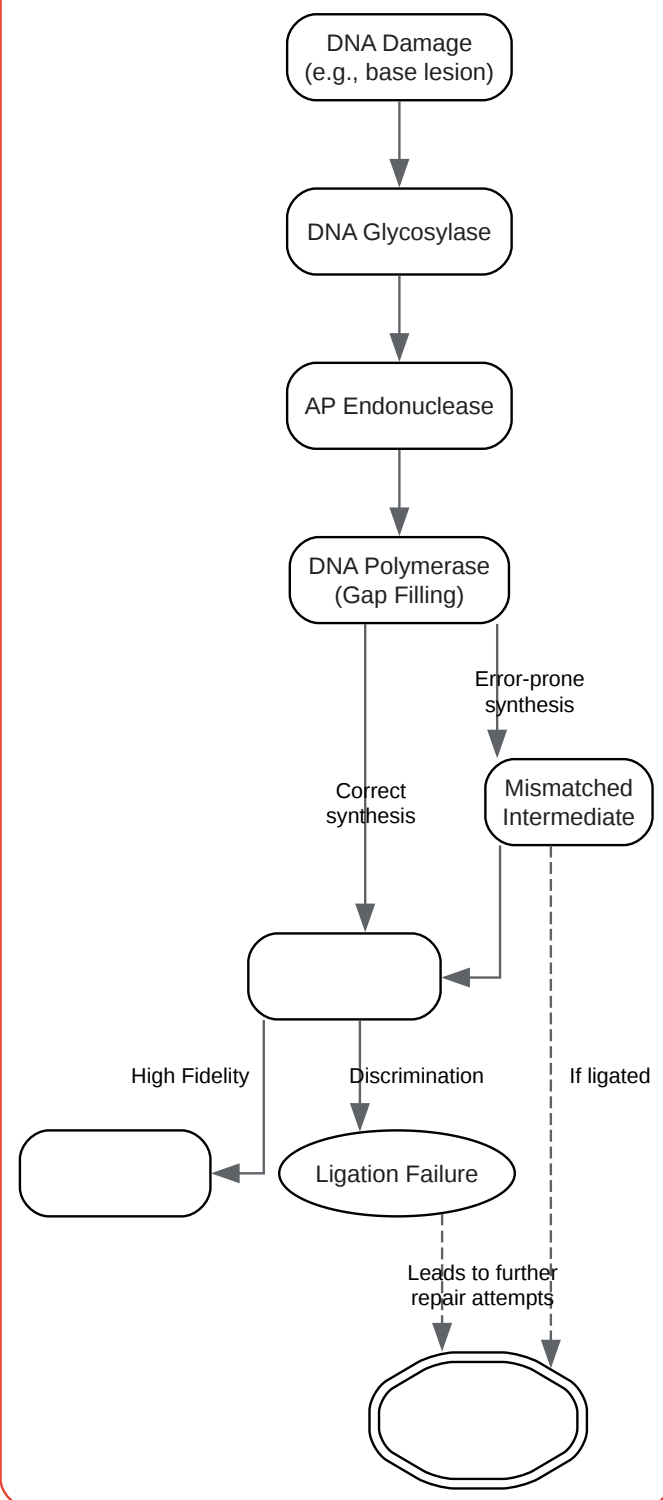 DNA Damage
(e.g., base lesion)
DNA Glycosylase
AP Endonuclease
DNA Polymerase
(Gap Filling)
Error-prone
synthesis
Correct
synthesis
Mismatched
Intermediate
High Fidelity
Discrimination
If ligated
Ligation Failure
Leads to further
repair attempts